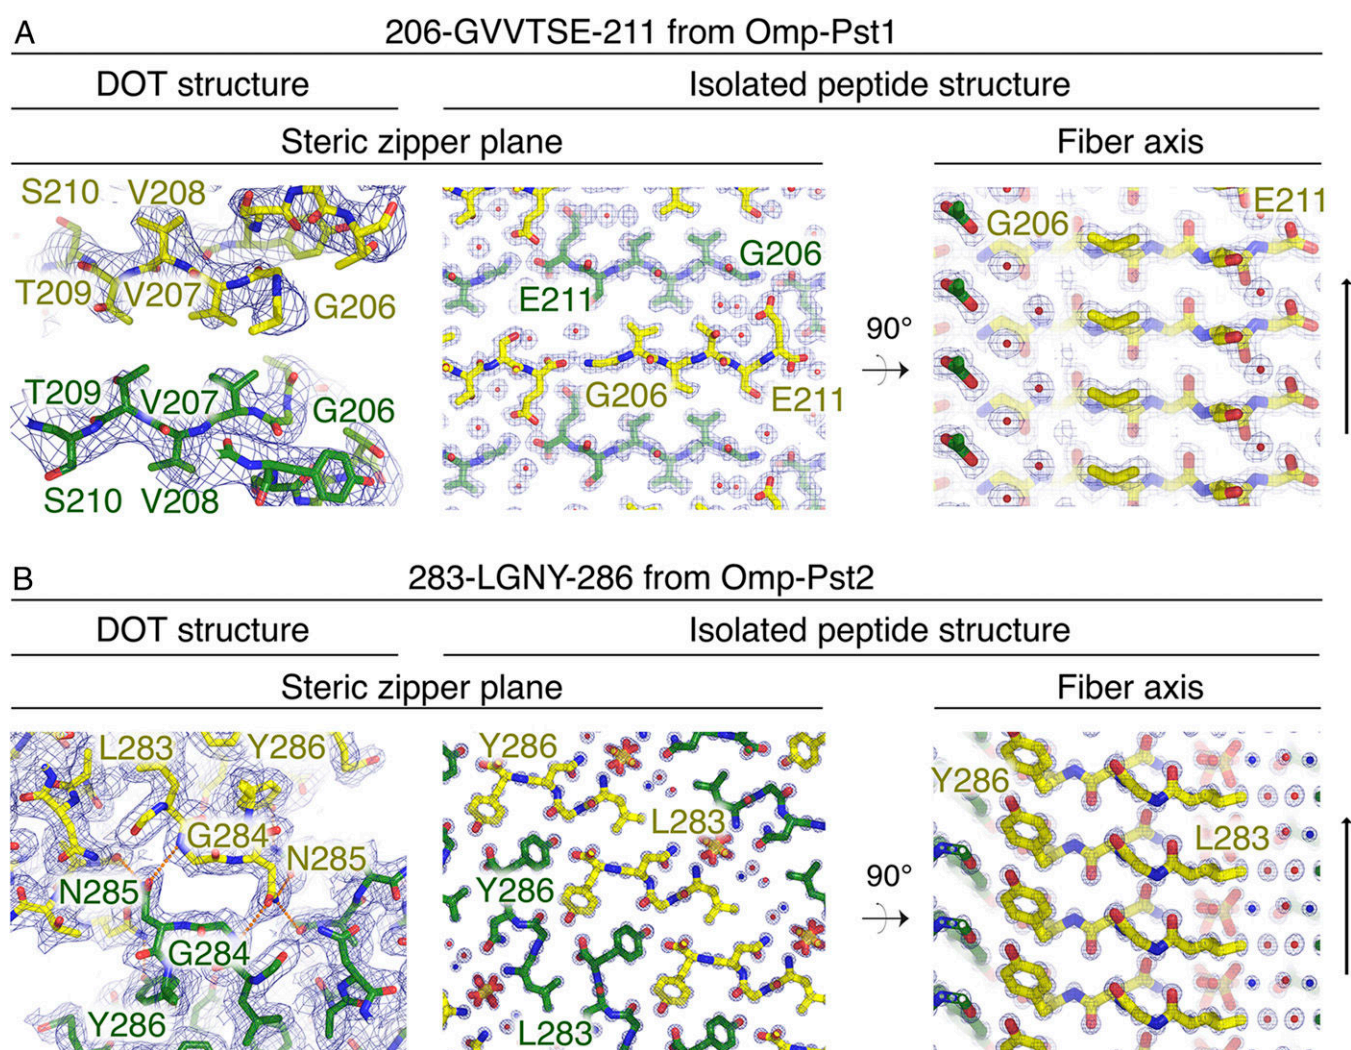 A
206-GVVTSE-211 from Omp-Pst1
DOT structure
Isolated peptide structure
Steric zipper plane
Fiber axis
S210 V208
T209 V207 G206
T209 V207 G206
S210 V208
G206
E211
G206 E211
90°
G206 E211
B
283-LGNY-286 from Omp-Pst2
DOT structure
Isolated peptide structure
Steric zipper plane
Fiber axis
L283 Y286
G284
N285
N285
G284
Y286
Y286
L283
Y286
L283
90°
Y286
L283